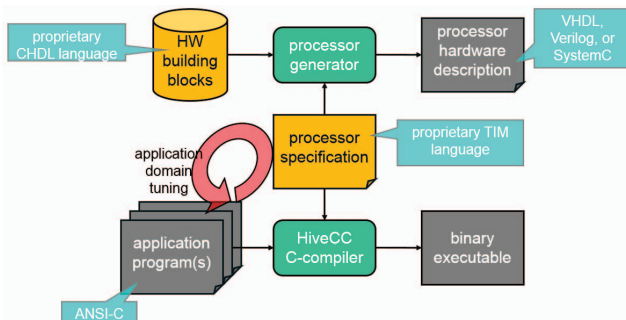 proprietary
CHDL language
HW
building
blocks
processor
generator
processor
hardware
description
VHDL,
Verilog, or
SystemC
application
domain
tuning
processor
specification
proprietary TIM
language
application
program(s)
HiveCC
C-compiler
binary
executable
ANSI-C